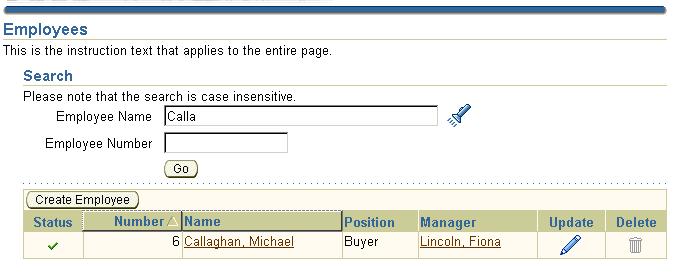 Employees
This is the instruction text that applies to the entire page.
Search
Please note that the search is case insensitive.
Employee Name Calla
Employee Number
Go
Create Employee
Status Number Name Position Manager Update Delete
6 Callaghan, Michael Buyer Lincoln, Fiona